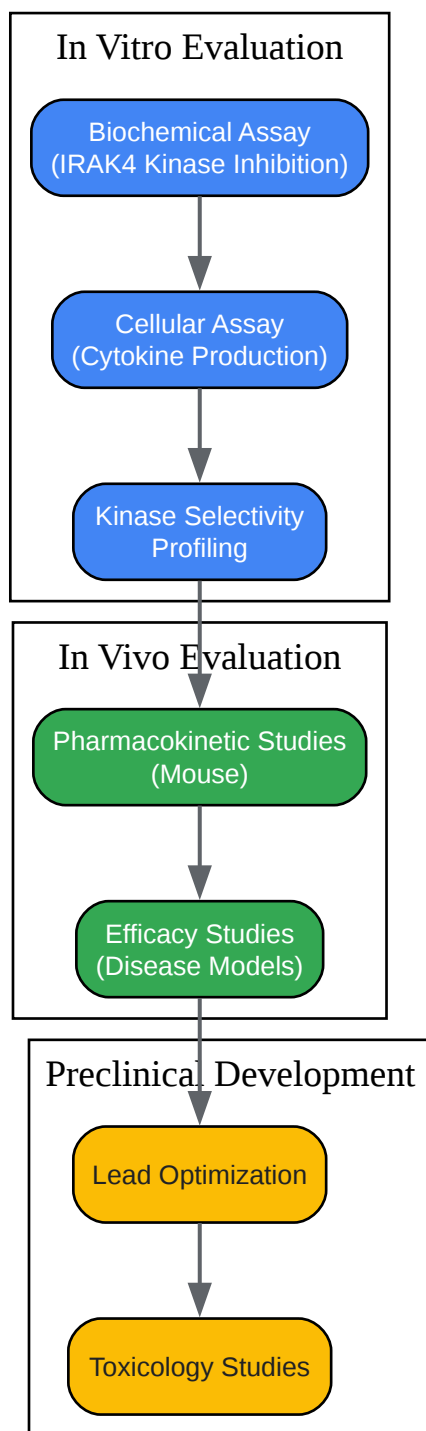 In Vitro Evaluation
Biochemical Assay
(IRAK4 Kinase Inhibition)
Cellular Assay
(Cytokine Production)
Kinase Selectivity
Profiling
In Vivo Evaluation
Pharmacokinetic Studies
(Mouse)
Efficacy Studies
(Disease Models)
Preclinical Development
Lead Optimization
Toxicology Studies